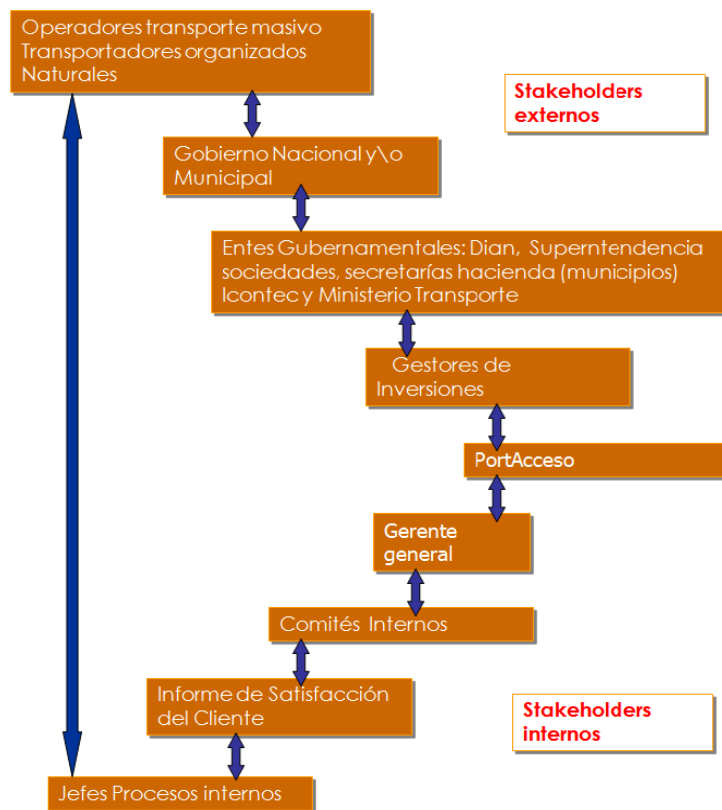 Operadores transporte masivo
Transportadores organizados
Naturales
Stakeholders
externos
Gobierno Nacional y\o
Municipal
Entes Gubernamentales: Dian, Superntendencia
sociedades, secretarías hacienda (municipios)
Icontec y Ministerio Transporte
Gestores de
Inversiones
PortAcceso
Gerente
general
Comités Internos
Informe de Satisfacción
del Cliente
Stakeholders
internos
Jefes Procesos internos